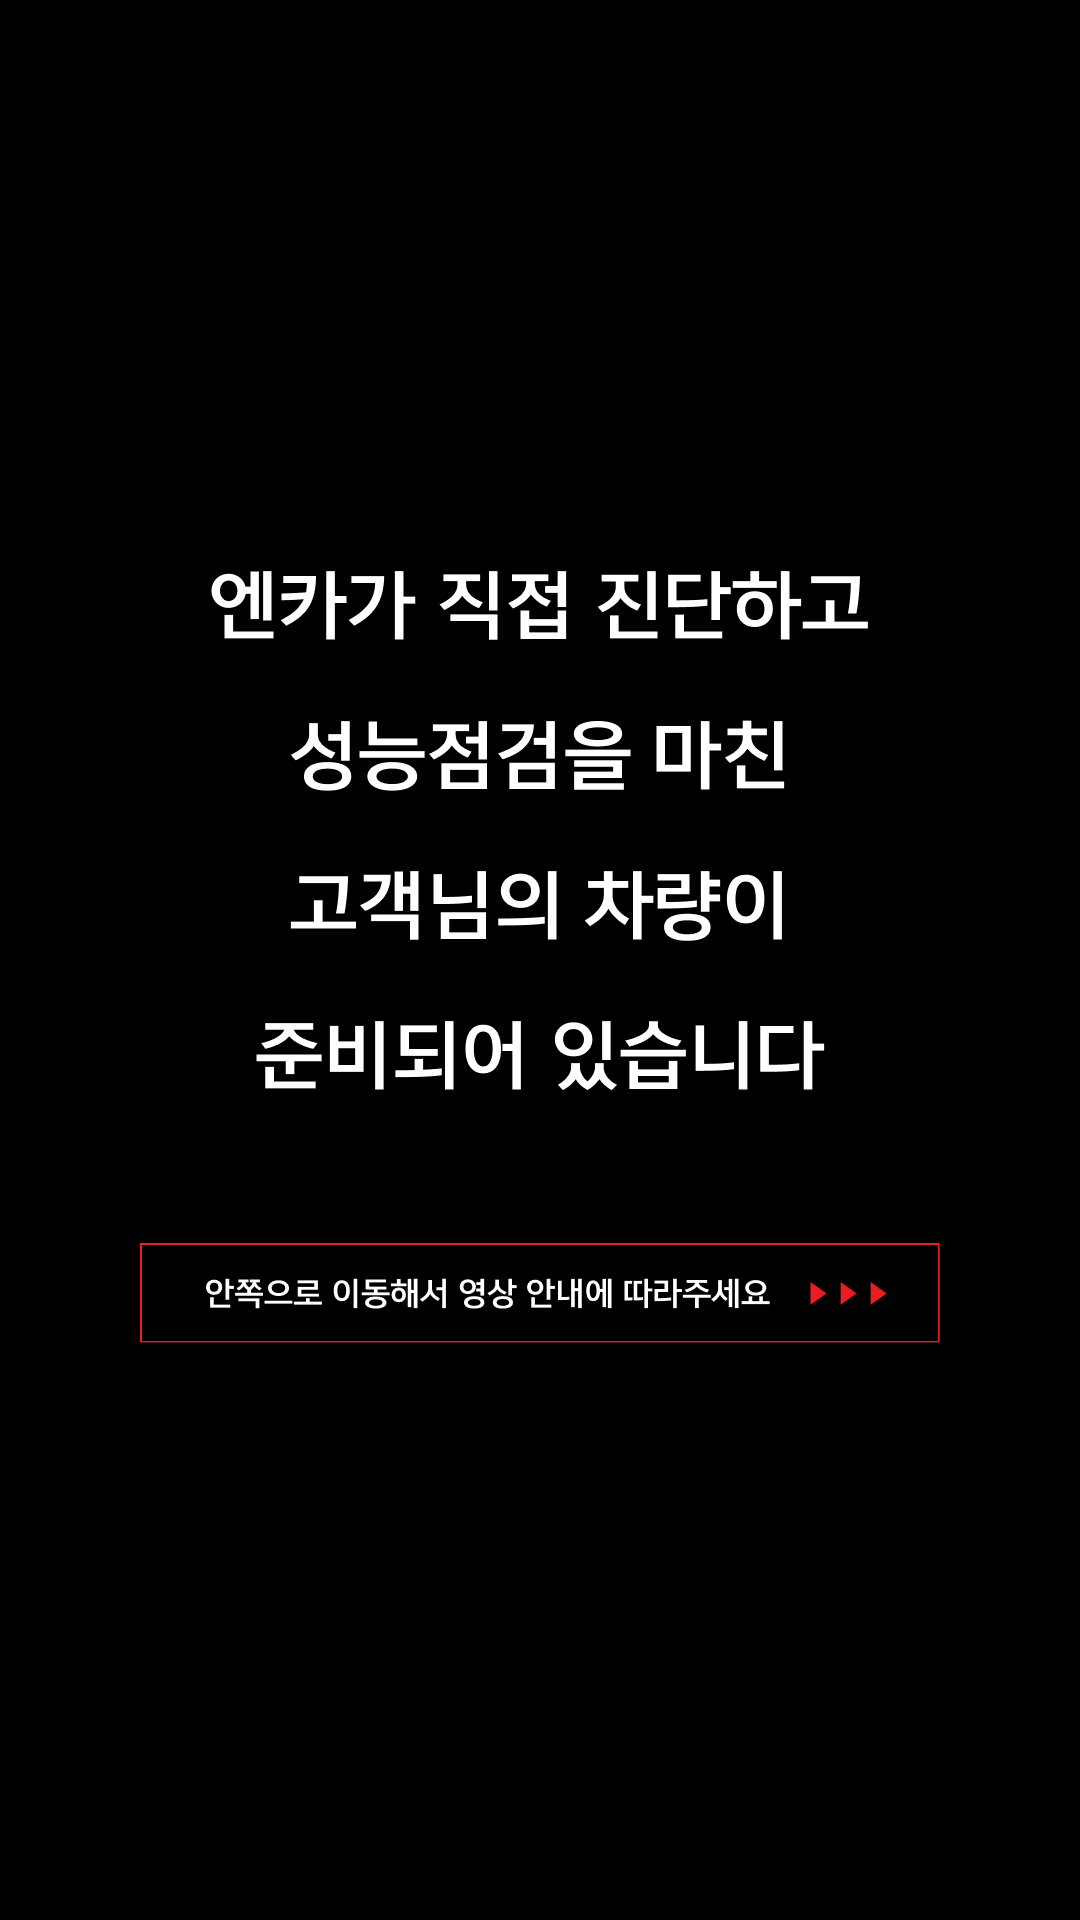 엔카가 직접 진단하고
성능점검을 마친
고객님의 차량이
준비되어 있습니다
안쪽으로 이동해서 영상 안내에 따라주세요 ▶ ▶ ▶